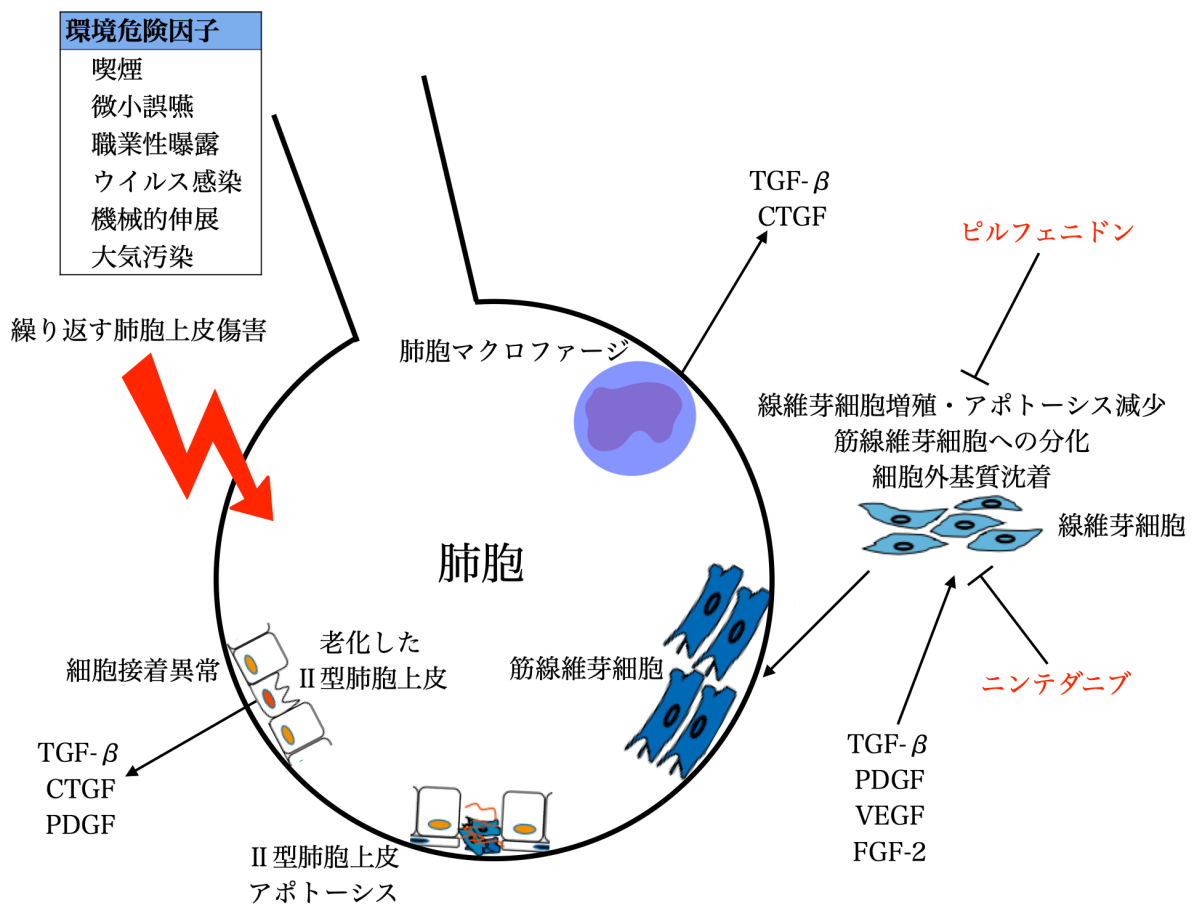 環境危険因子
喫煙
微小誤嚥
職業性曝露
ウイルス感染
機械的伸展
大気汚染
繰り返す肺胞上皮傷害
肺胞マクロファージ
TGF-β
CTGF
ピルフェニドン
線維芽細胞増殖・アポトーシス減少
筋線維芽細胞への分化
細胞外基質沈着
線維芽細胞
肺胞
老化した
Ⅱ型肺胞上皮
細胞接着異常
筋線維芽細胞
ニンテダニブ
TGF-β
CTGF
PDGF
TGF-β
PDGF
VEGF
FGF-2
Ⅱ型肺胞上皮
アポトーシス